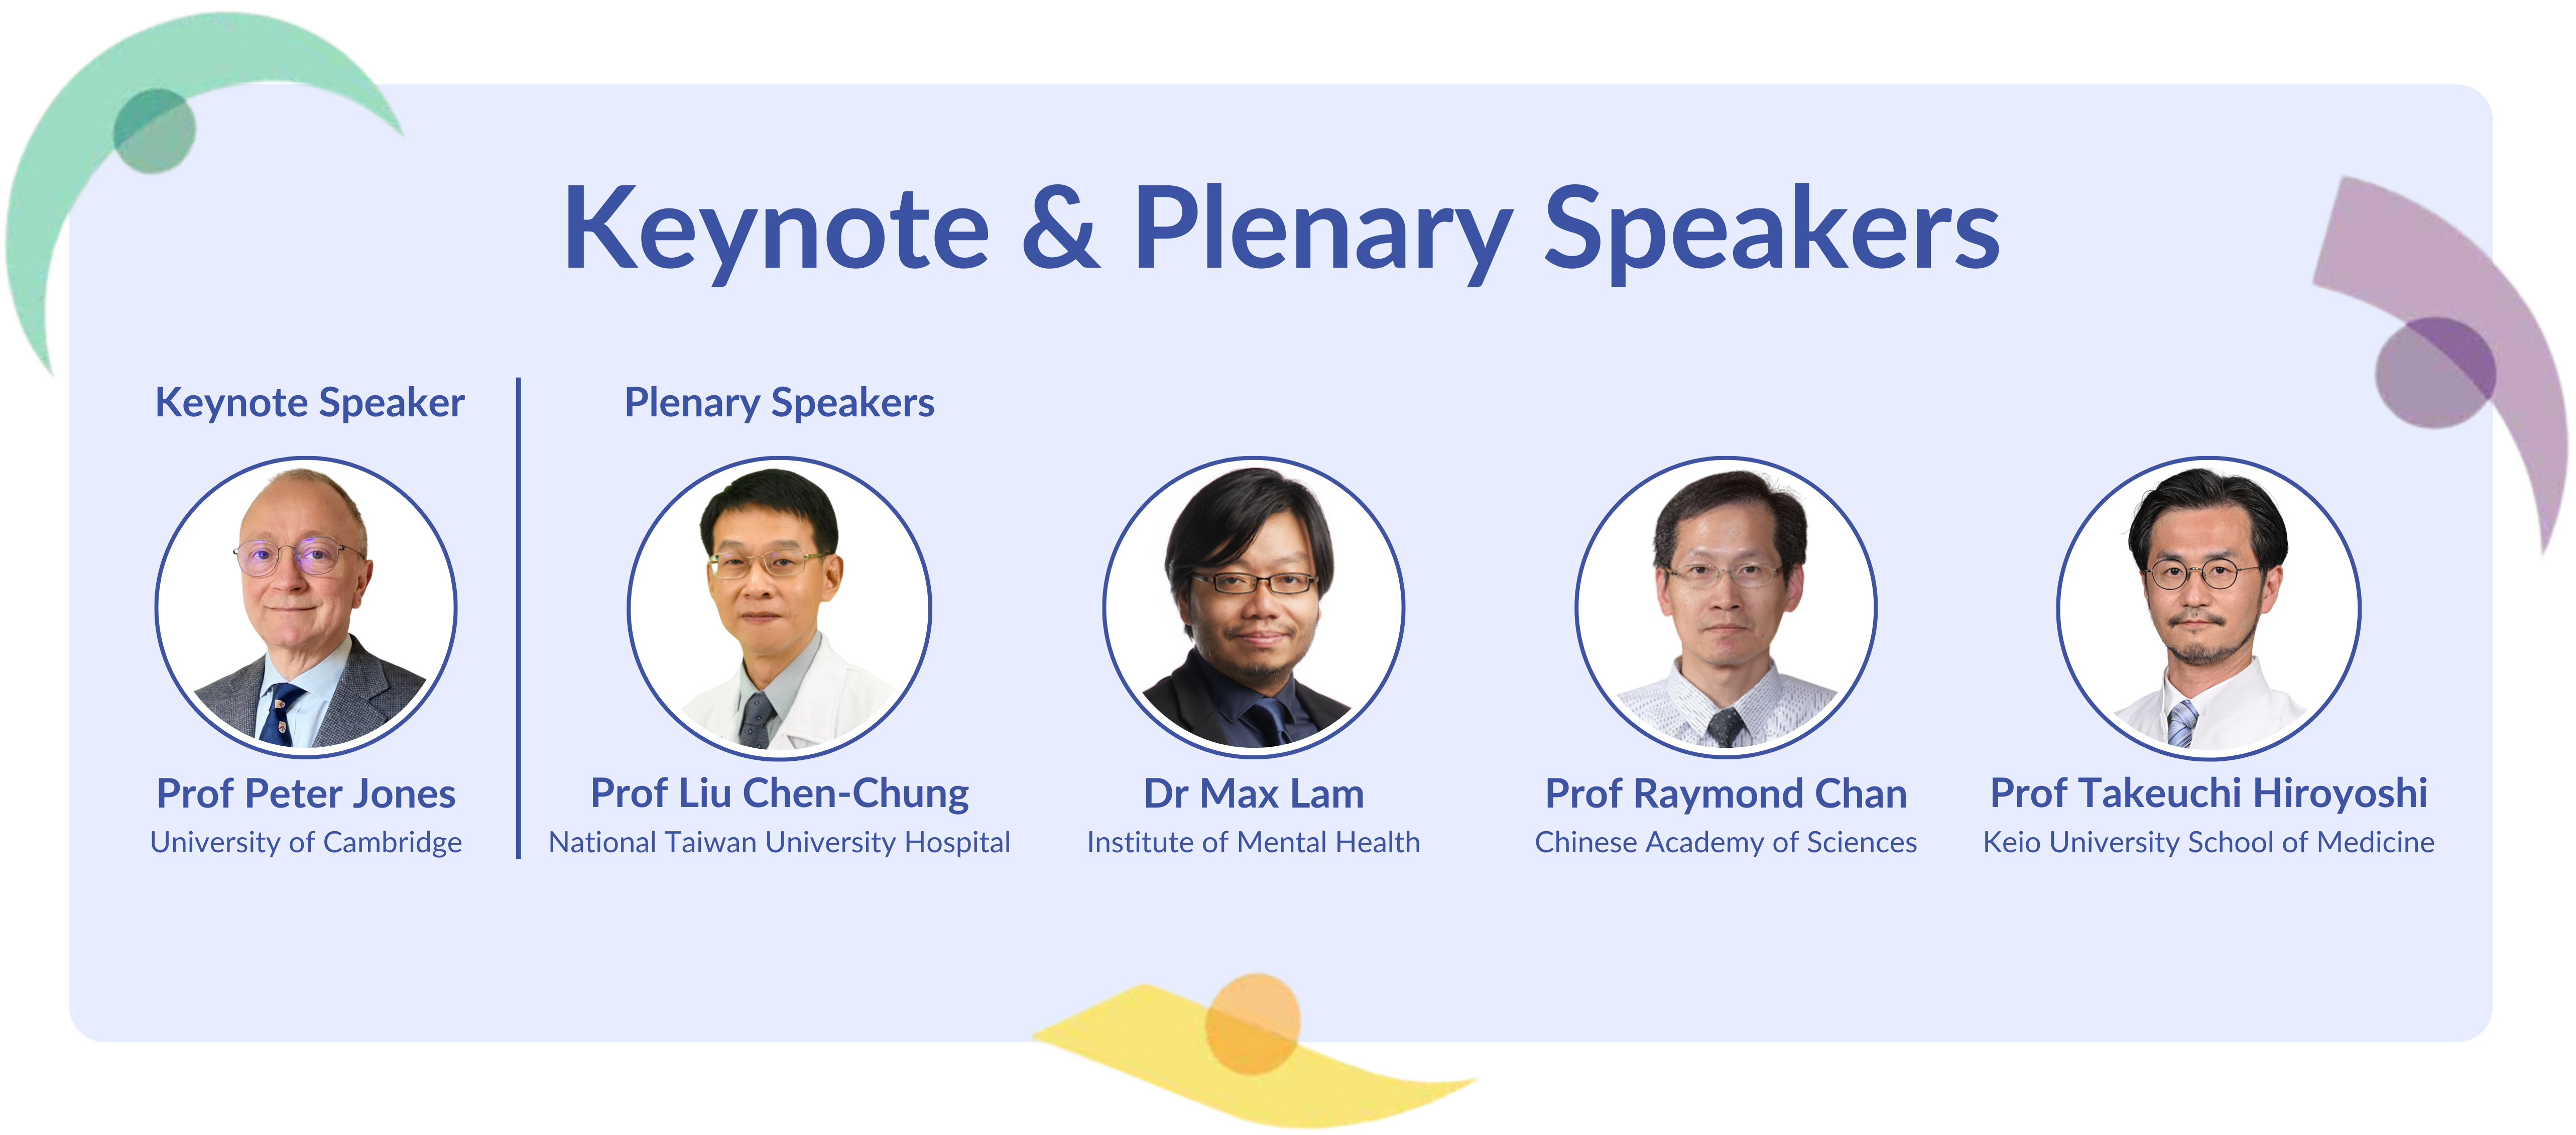 Keynote & Plenary Speakers
Keynote Speaker
Prof Peter Jones
University of Cambridge
Plenary Speakers
Prof Liu Chen-Chung
National Taiwan University Hospital
Dr Max Lam
Institute of Mental Health
Prof Raymond Chan
Chinese Academy of Sciences
Prof Takeuchi Hiroyoshi
Keio University School of Medicine